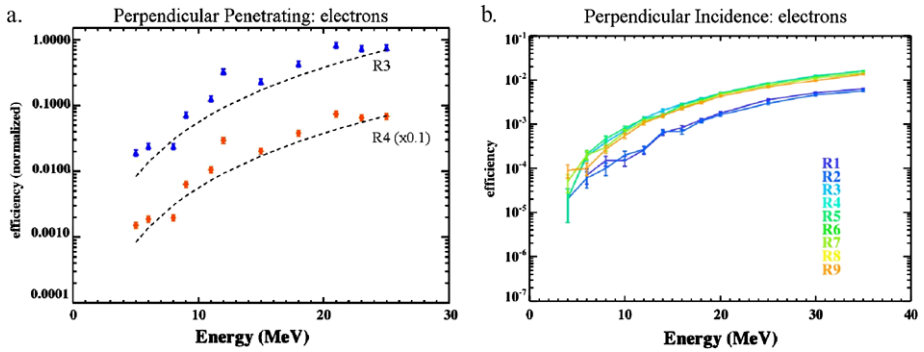 a. Perpendicular Penetrating: electrons
efficiency (normalized)
1.0000
0.1000
0.0100
0.0010
0.0001
R3
R4 (x0.1)
0 10 20 30
Energy (MeV)
b. Perpendicular Incidence: electrons
efficiency
10-1
10-2
10-3
10-4
10-5
10-6
10-7
R1
R2
R3
R4
R5
R6
R7
R8
R9
0 10 20 30 40
Energy (MeV)